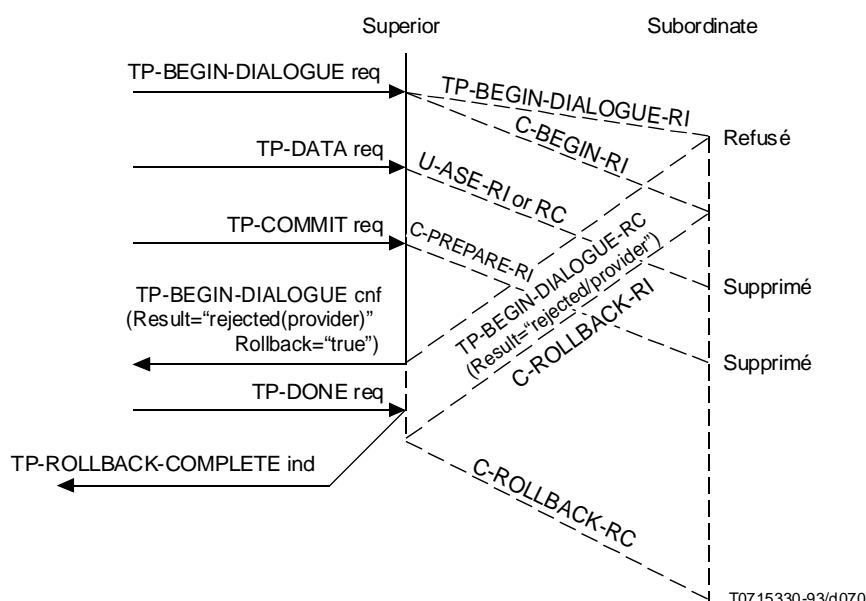 Superior
Subordinate
TP-BEGIN-DIALOGUE req
TP-BEGIN-DIALOGUE-RI
C-BEGIN-RI
Refusé
TP-DATA req
U-ASE-RI or RC
TP-COMMIT req
C-PREPARE-RI
TP-BEGIN-DIALOGUE-RC
(Result=“rejected/provider”)
C-ROLLBACK-RI
Supprimé
TP-BEGIN-DIALOGUE cnf
(Result=“rejected(provider)”
Rollback=“true”)
Supprimé
TP-DONE req
TP-ROLLBACK-COMPLETE ind
C-ROLLBACK-RC
T0715330-93/d070